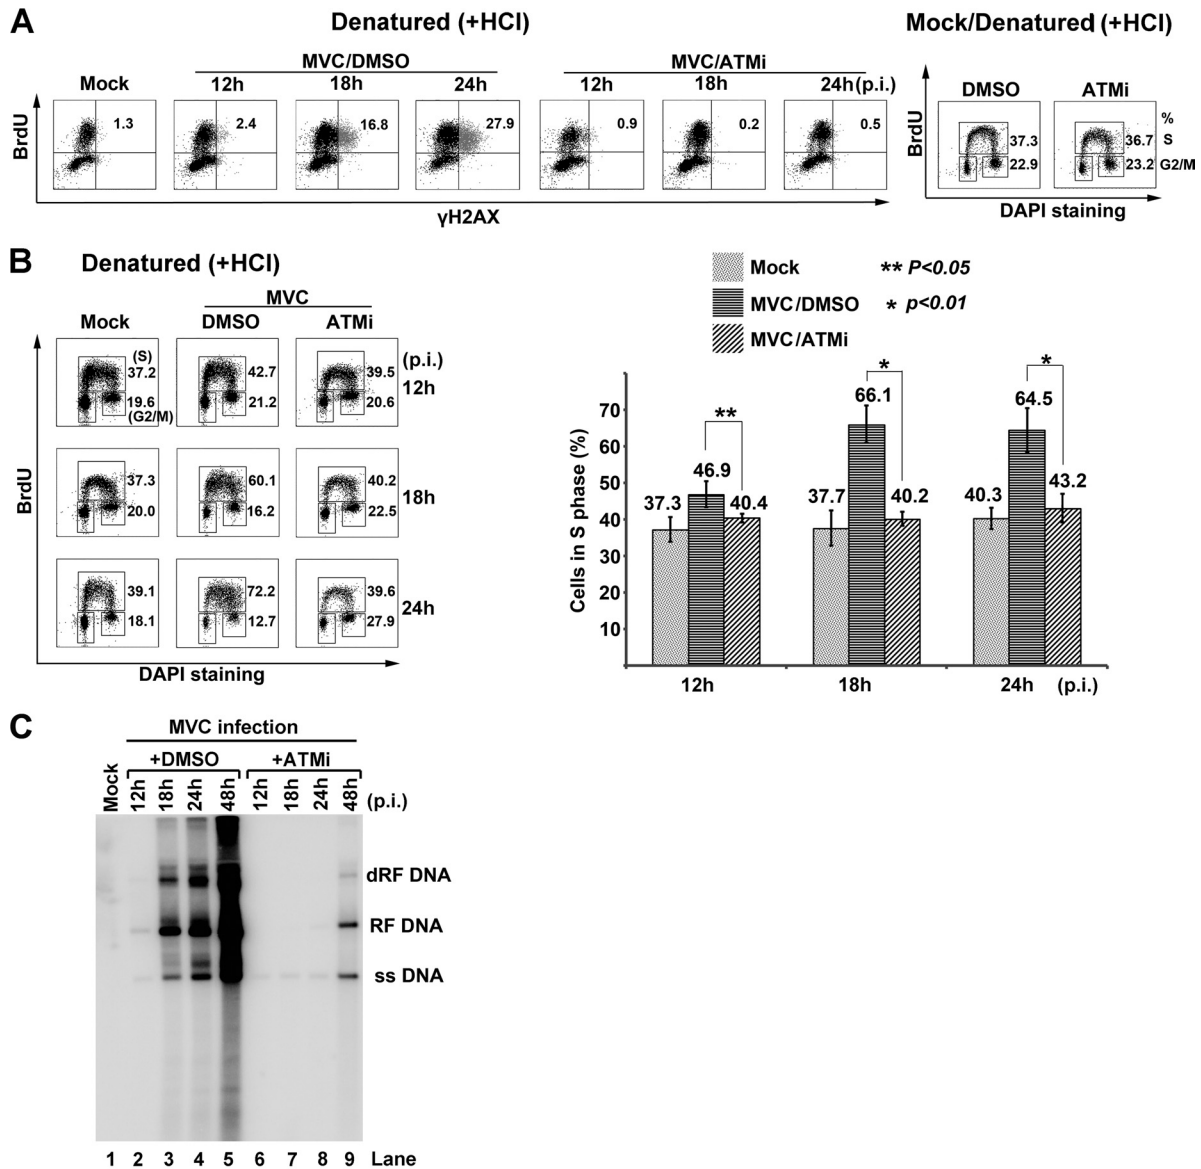 A
Denatured (+HCl)
Mock/Denatured (+HCl)
MVC/DMSO
MVC/ATMi
Mock
12h
18h
24h
12h
18h
24h(p.i.)
DMSO
ATMi
BrdU
1.3
2.4
16.8
27.9
0.9
0.2
0.5
BrdU
37.3
22.9
36.7
23.2
%
S
G2/M
γH2AX
DAPI staining
B
Denatured (+HCl)
MVC
Mock
DMSO
ATMi
(p.i.)
BrdU
(S)
37.2
19.6
(G2/M)
42.7
21.2
39.5
20.6
12h
37.3
20.0
60.1
16.2
40.2
22.5
18h
39.1
18.1
72.2
12.7
39.6
27.9
24h
DAPI staining
Mock
MVC/DMSO
MVC/ATMi
** P<0.05
* p<0.01
Cells in S phase (%)
70
60
50
40
30
20
10
37.3
46.9
40.4
**
37.7
66.1
40.2
*
40.3
64.5
43.2
*
12h
18h
24h
(p.i.)
C
MVC infection
+DMSO
+ATMi
Mock
12h
18h
24h
48h
12h
18h
24h
48h
(p.i.)
dRF DNA
RF DNA
ss DNA
1 2 3 4 5 6 7 8 9 Lane